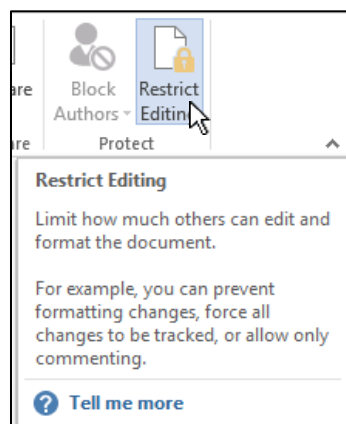 are
Block
Authors
Restrict
Editing
re
Protect
Restrict Editing
Limit how much others can edit and
format the document.
For example, you can prevent
formatting changes, force all
changes to be tracked, or allow only
commenting.
? Tell me more